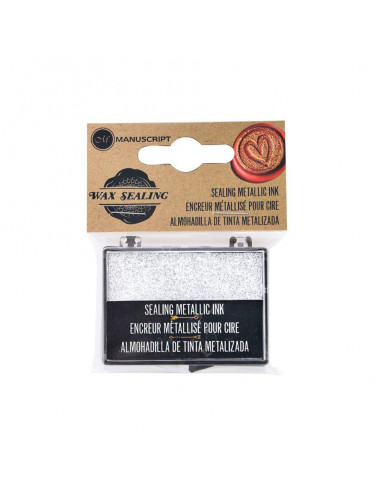 M MANUSCRIPT
WAX SEALING
SEALING METALLIC INK
ENCREUR MÉTALLISÉ POUR CIRE
ALMOHADILLA DE TINTA METALIZADA
SEALING METALLIC INK
ENCREUR MÉTALLISÉ POUR CIRE
ALMOHADILLA DE TINTA METALIZADA